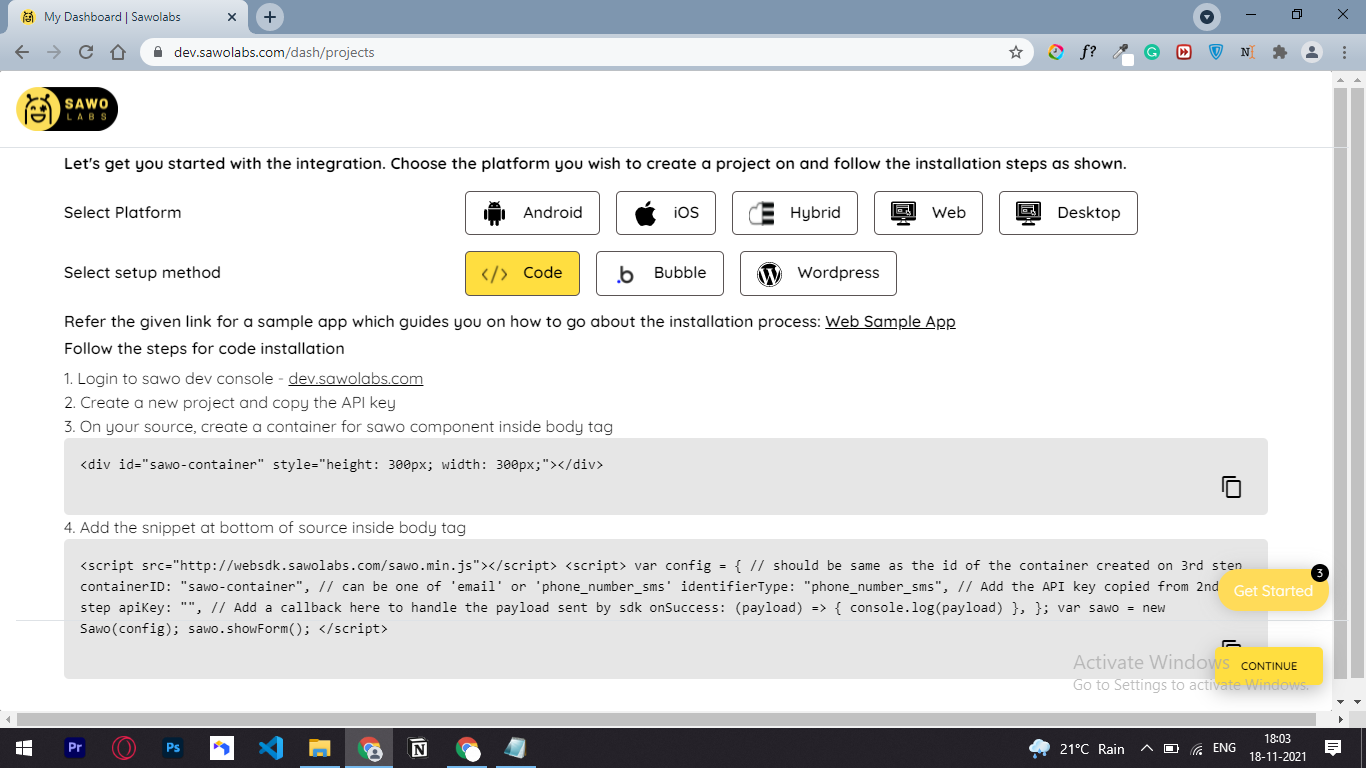 My Dashboard | Sawolabs
dev.sawolabs.com/dash/projects
f?
SAWO
LABS
Let's get you started with the integration. Choose the platform you wish to create a project on and follow the installation steps as shown.
Select Platform
Android
iOS
Hybrid
Web
Desktop
Select setup method
</> Code
.b Bubble
Wordpress
Refer the given link for a sample app which guides you on how to go about the installation process: Web Sample App
Follow the steps for code installation
1. Login to sawo dev console - dev.sawolabs.com
2. Create a new project and copy the API key
3. On your source, create a container for sawo component inside body tag
<div id="sawo-container" style="height: 300px; width: 300px;"></div>
4. Add the snippet at bottom of source inside body tag
<script src="http://websdk.sawolabs.com/sawo.min.js"></script> <script> var config = { // should be same as the id of the container created on 3rd step
containerID: "sawo-container", // can be one of 'email' or 'phone_number_sms' identifierType: "phone_number_sms", // Add the API key copied from 2nd
step apiKey: "", // Add a callback here to handle the payload sent by sdk onSuccess: (payload) => { console.log(payload) }, }; var sawo = new
Sawo(config); sawo.showForm(); </script>
3
Get Started
CONTINUE
Activate Windows
Go to Settings to activate Windows.
Pr
Ps
21°C Rain
ENG
18:03
18-11-2021